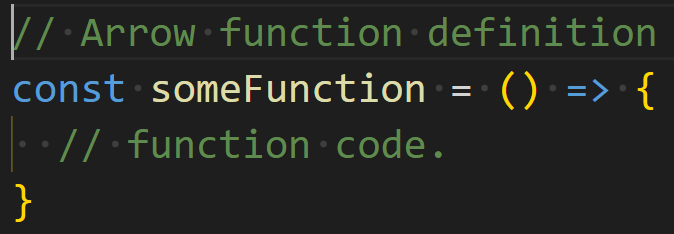 // Arrow function definition
const someFunction = () => {
  // function code.
}